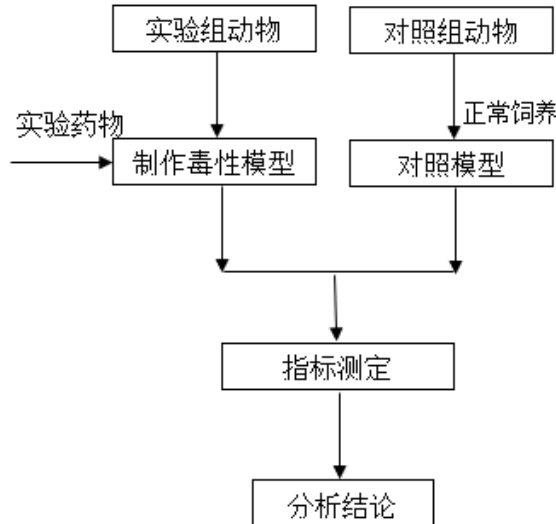 实验组动物
对照组动物
实验药物
正常饲养
制作毒性模型
对照模型
指标测定
分析结论